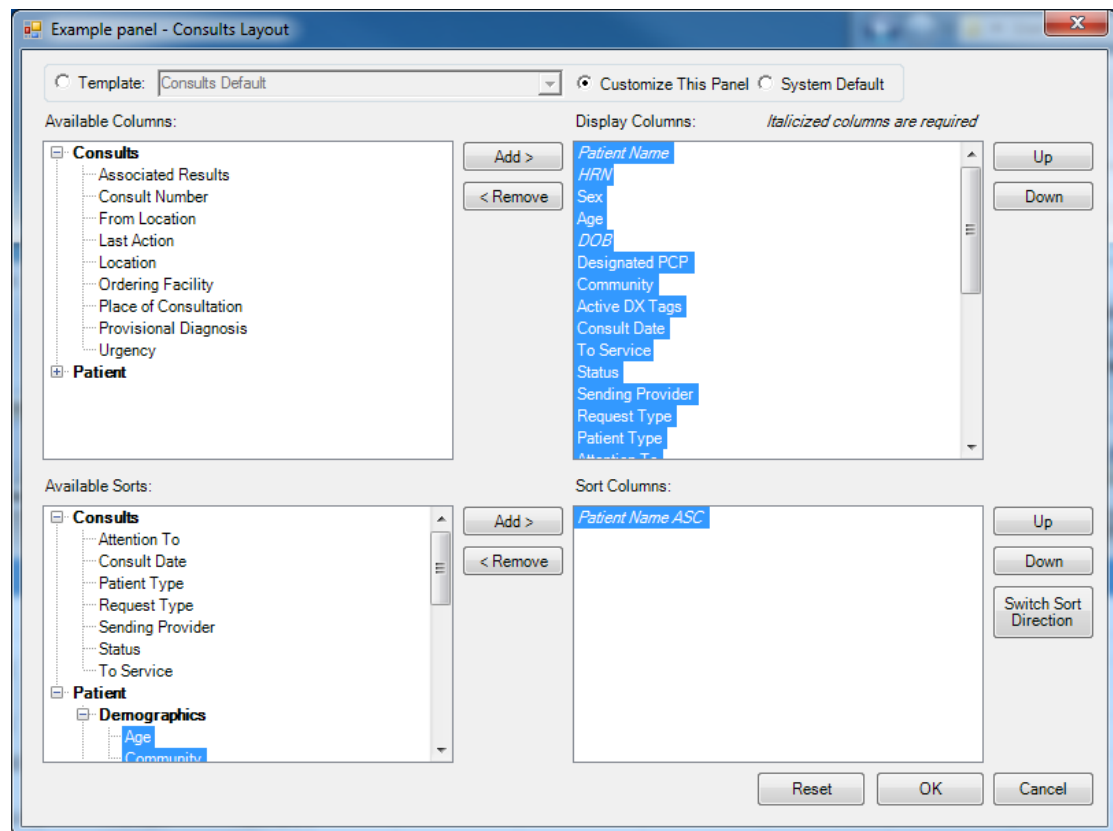 Example panel - Consults Layout
Template: Consults Default Customize This Panel System Default
Available Columns:
Consults
Associated Results
Consult Number
From Location
Last Action
Location
Ordering Facility
Place of Consultation
Provisional Diagnosis
Urgency
Patient
Add >
< Remove
Display Columns: Italicized columns are required
Patient Name
HRN
Sex
Age
DOB
Designated PCP
Community
Active DX Tags
Consult Date
To Service
Status
Sending Provider
Request Type
Patient Type
Attention To
Up
Down
Available Sorts:
Consults
Attention To
Consult Date
Patient Type
Request Type
Sending Provider
Status
To Service
Patient
Demographics
Age
Community
Add >
< Remove
Sort Columns:
Patient Name ASC
Up
Down
Switch Sort
Direction
Reset OK Cancel